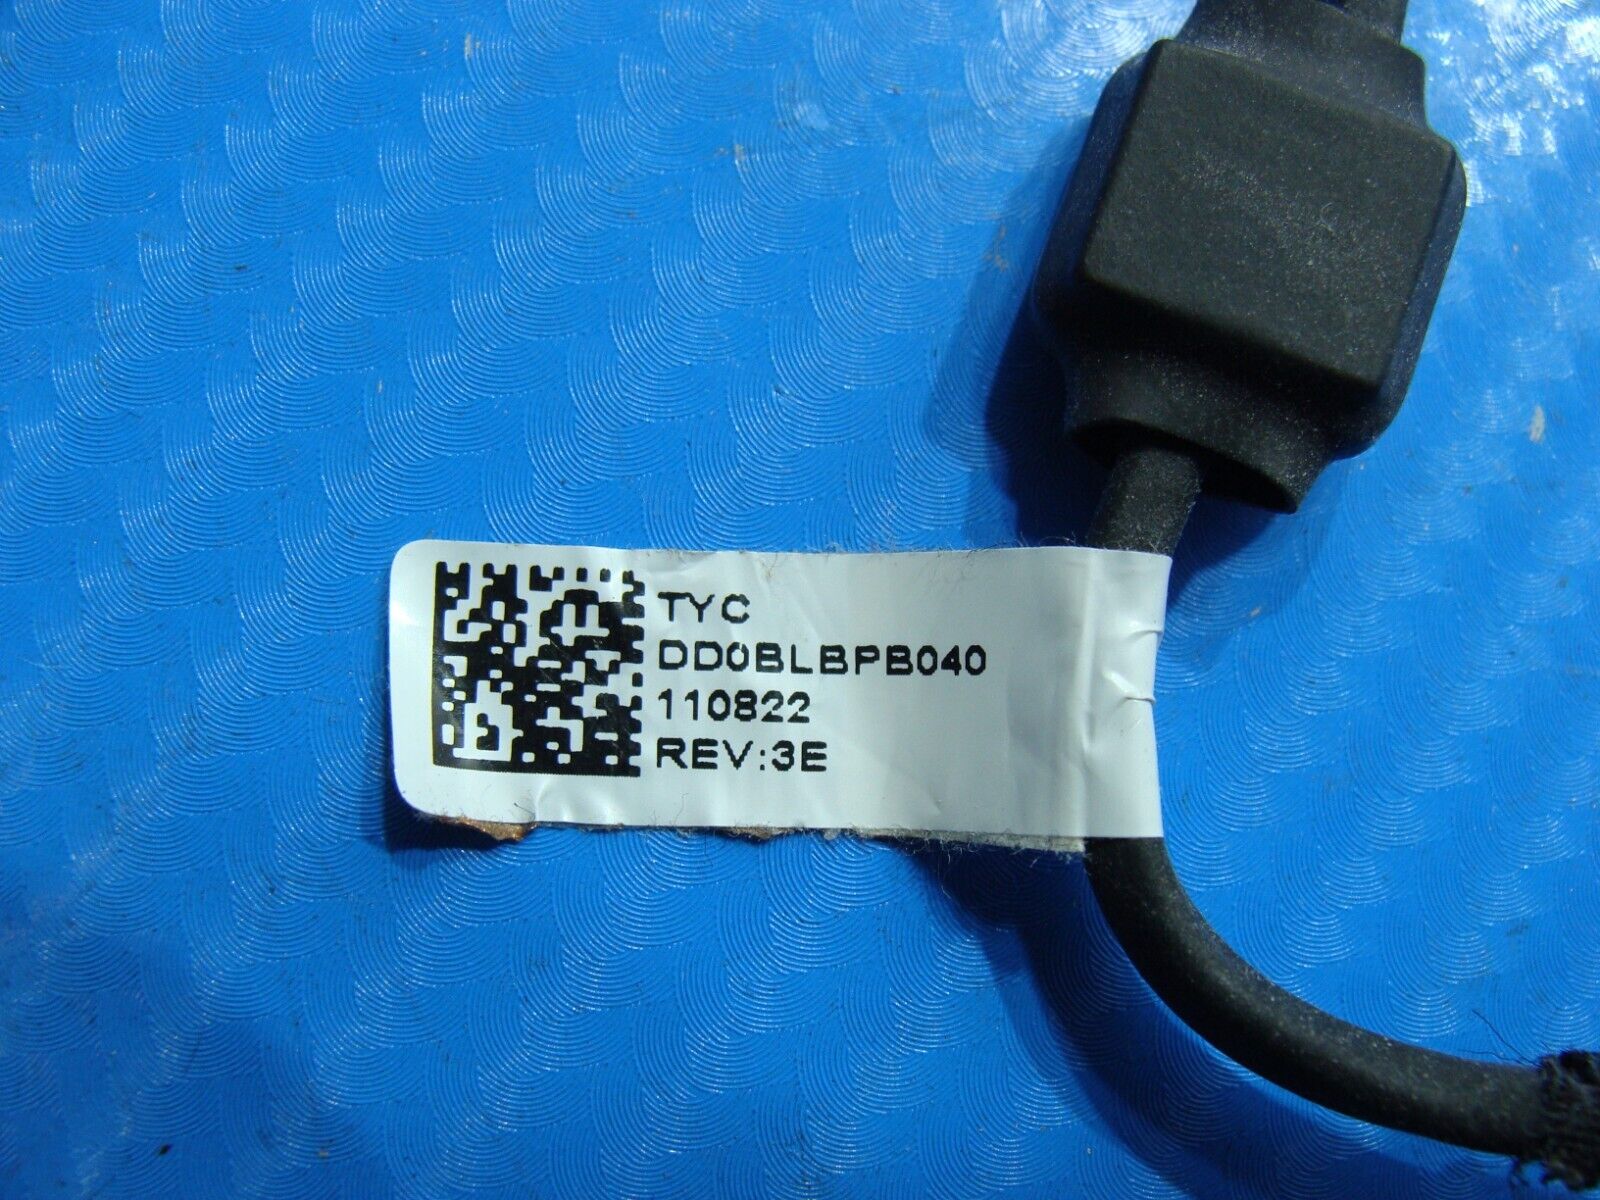 TYC
DD0BLBPB040
110822
REV:3E